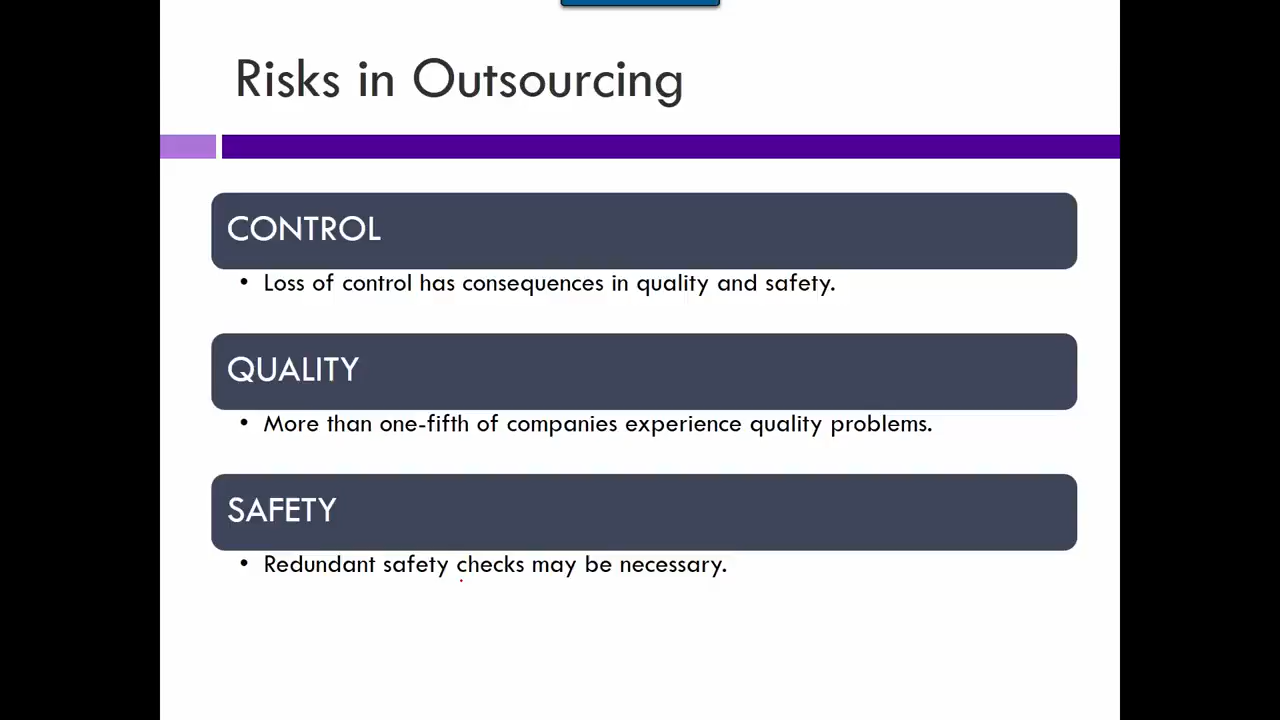 Risks in Outsourcing
CONTROL
• Loss of control has consequences in quality and safety.
QUALITY
• More than one-fifth of companies experience quality problems.
SAFETY
• Redundant safety checks may be necessary.